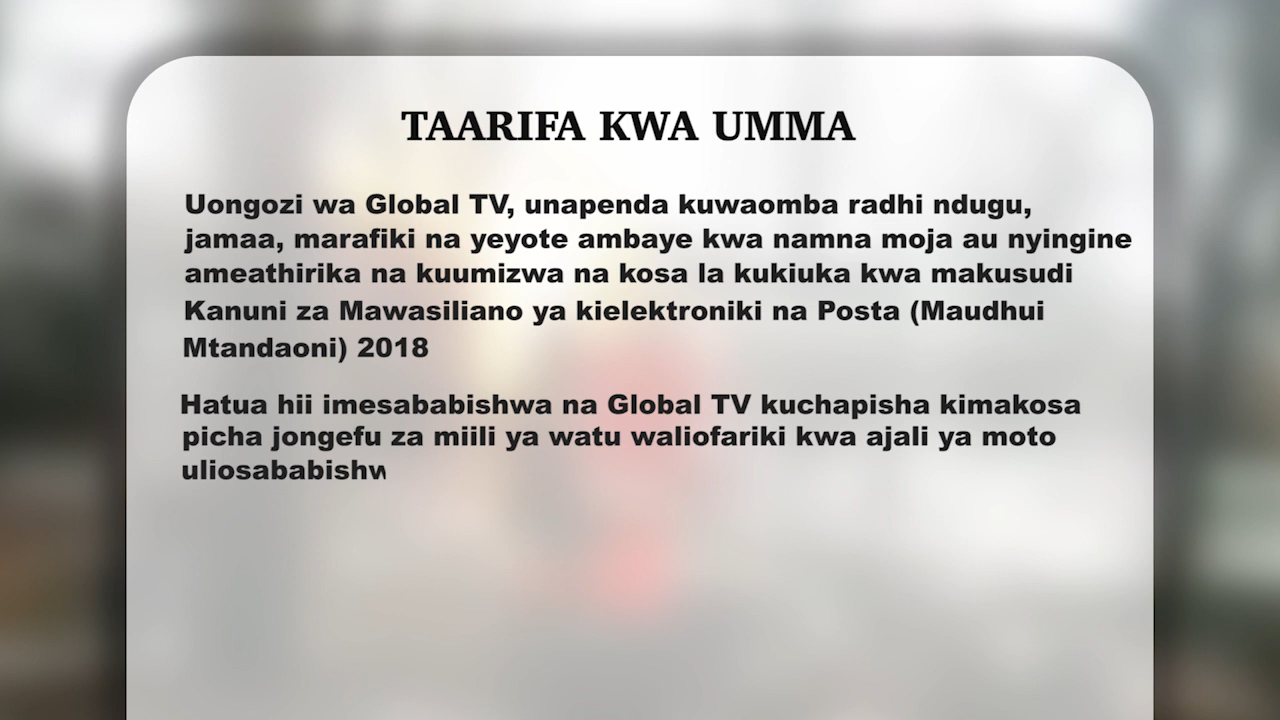 TAARIFA KWA UMMA
Uongozi wa Global TV, unapenda kuwaomba radhi ndugu,
jamaa, marafiki na yeyote ambaye kwa namna moja au nyingine
ameathirika na kuumizwa na kosa la kukiuka kwa makusudi
Kanuni za Mawasiliano ya kielektroniki na Posta (Maudhui
Mtandaoni) 2018
Hatua hii imesababishwa na Global TV kuchapisha kimakosa
picha jongefu za miili ya watu waliofariki kwa ajali ya moto
uliosababishw